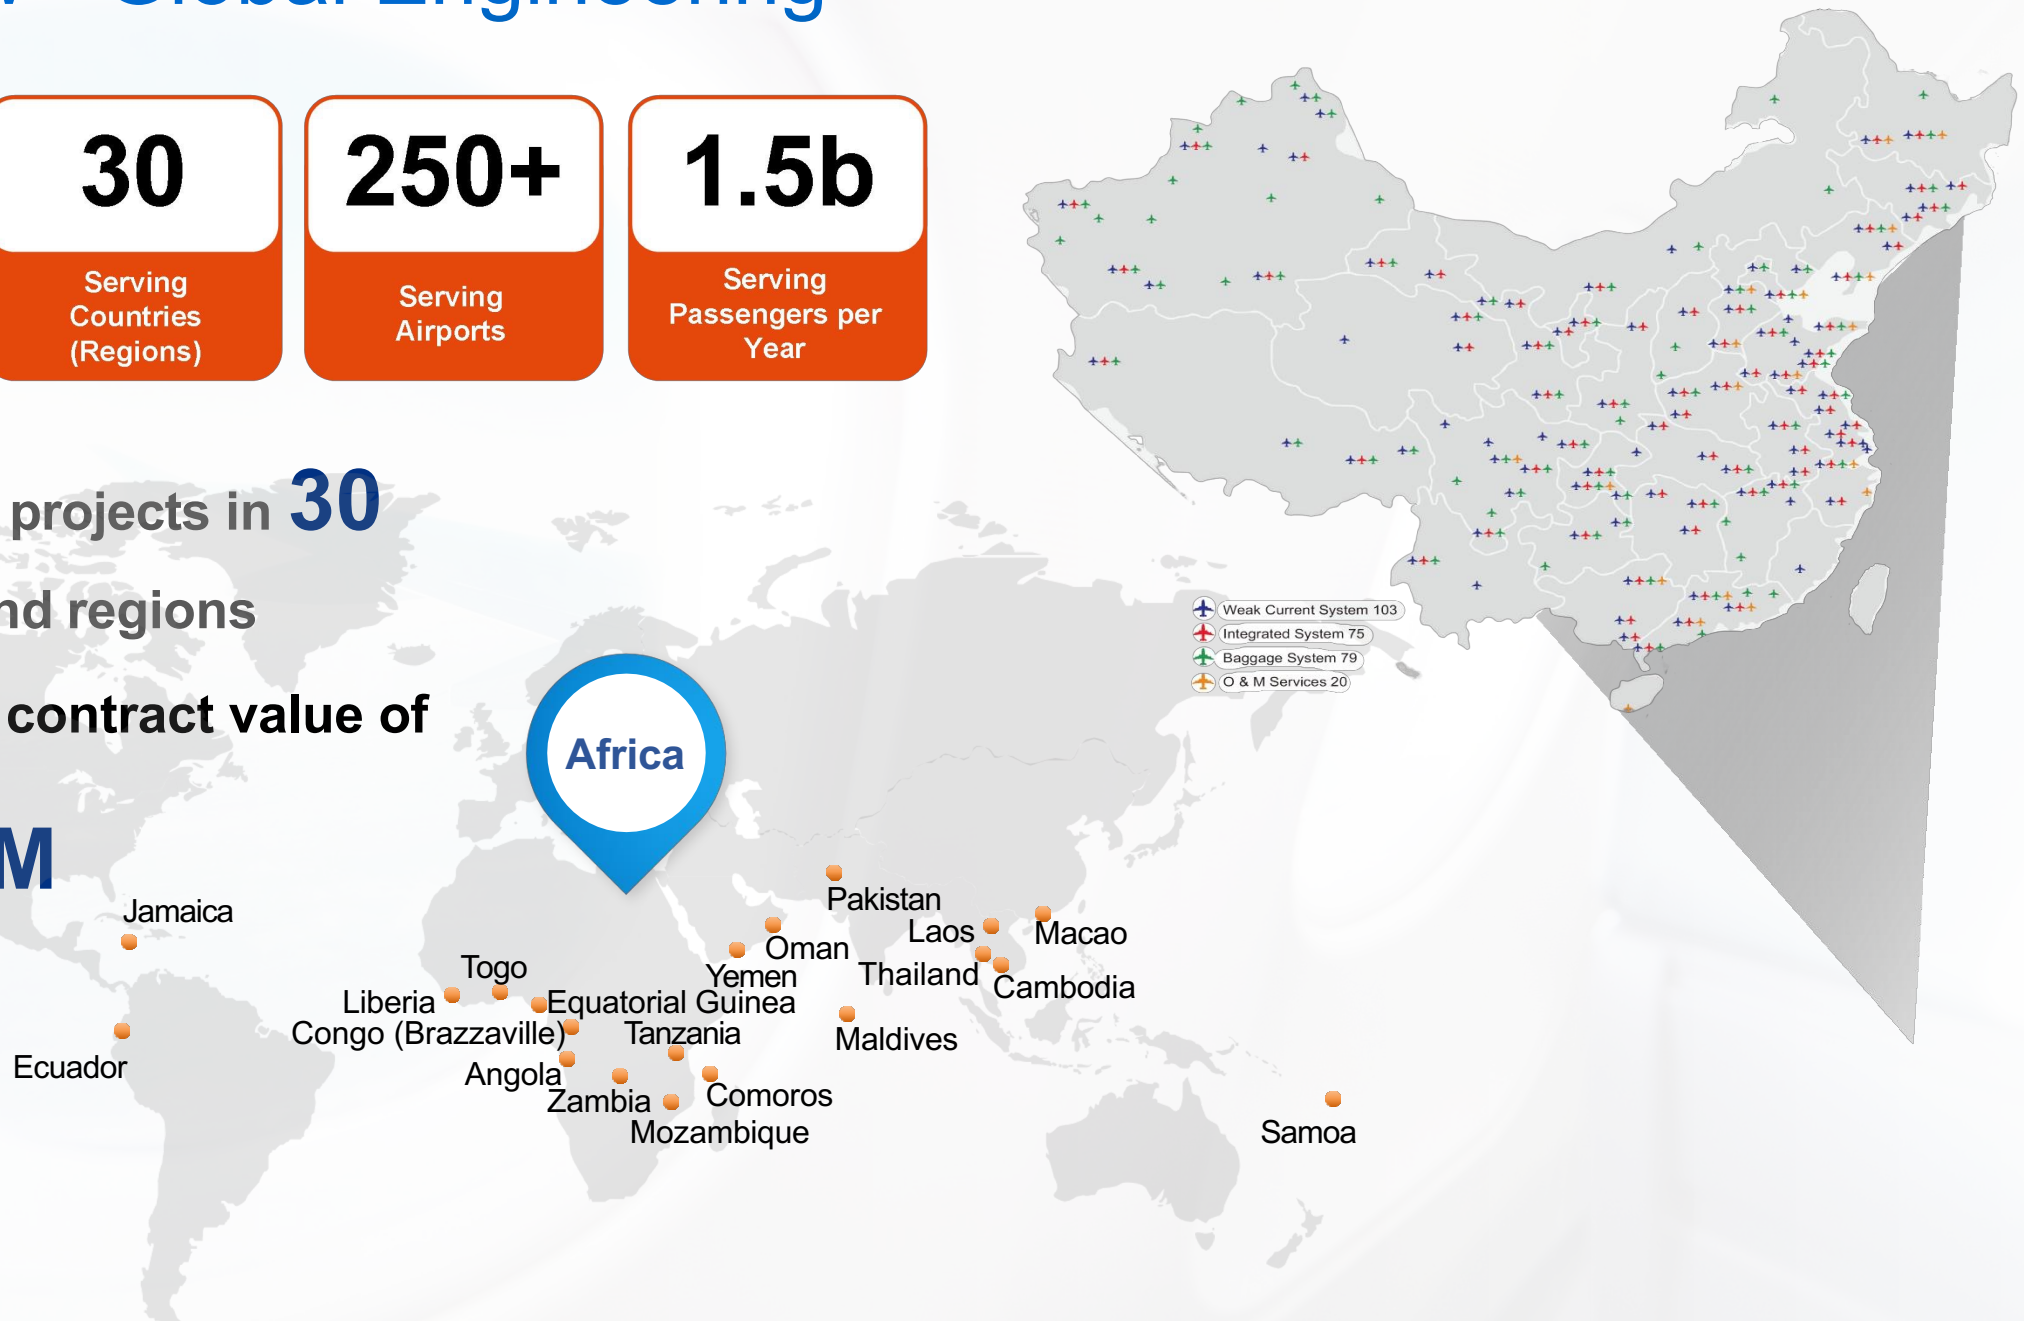 Global Engineering
30
Serving
Countries
(Regions)
250+
Serving
Airports
1.5b
Serving
Passengers per
Year
projects in 30
nd regions
contract value of
M
Africa
Weak Current System 103
Integrated System 75
Baggage System 79
O & M Services 20
Jamaica
Ecuador
Togo
Liberia
Equatorial Guinea
Congo (Brazzaville)
Tanzania
Angola
Zambia
Comoros
Mozambique
Pakistan
Oman
Yemen
Laos
Macao
Thailand
Cambodia
Maldives
Samoa